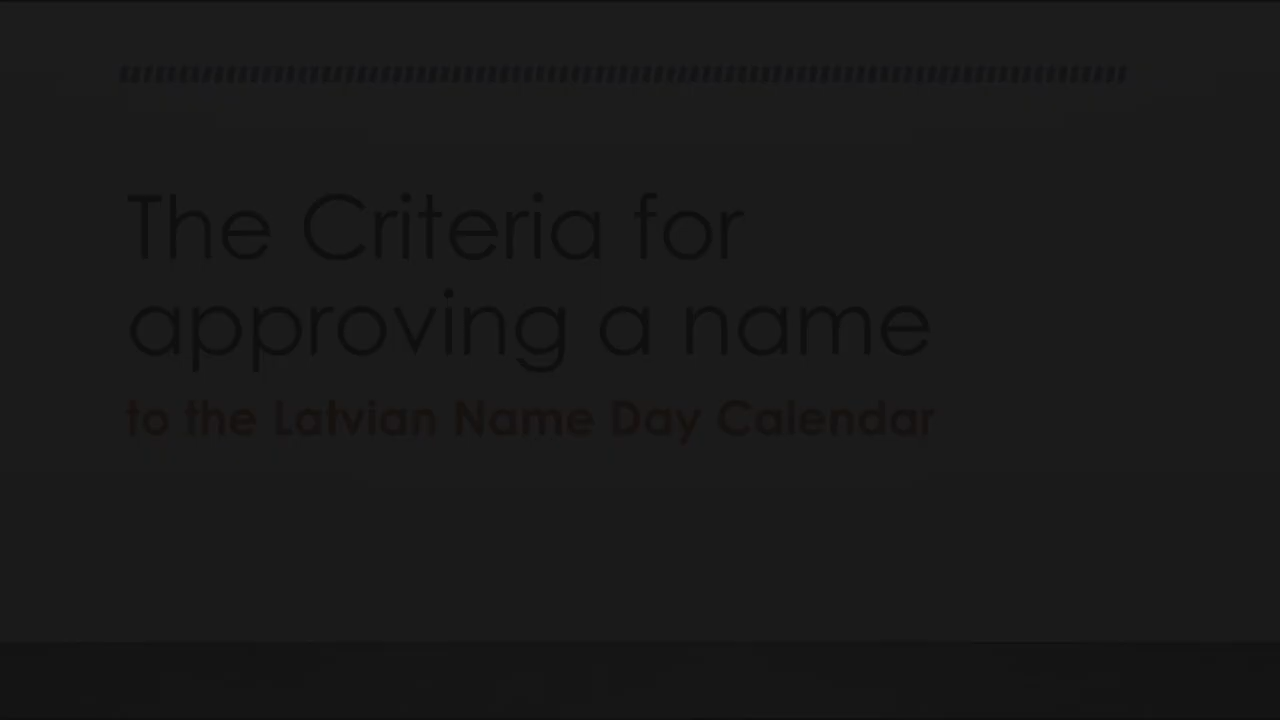 The Criteria for
approving a name
to the Latvian Name Day Calendar